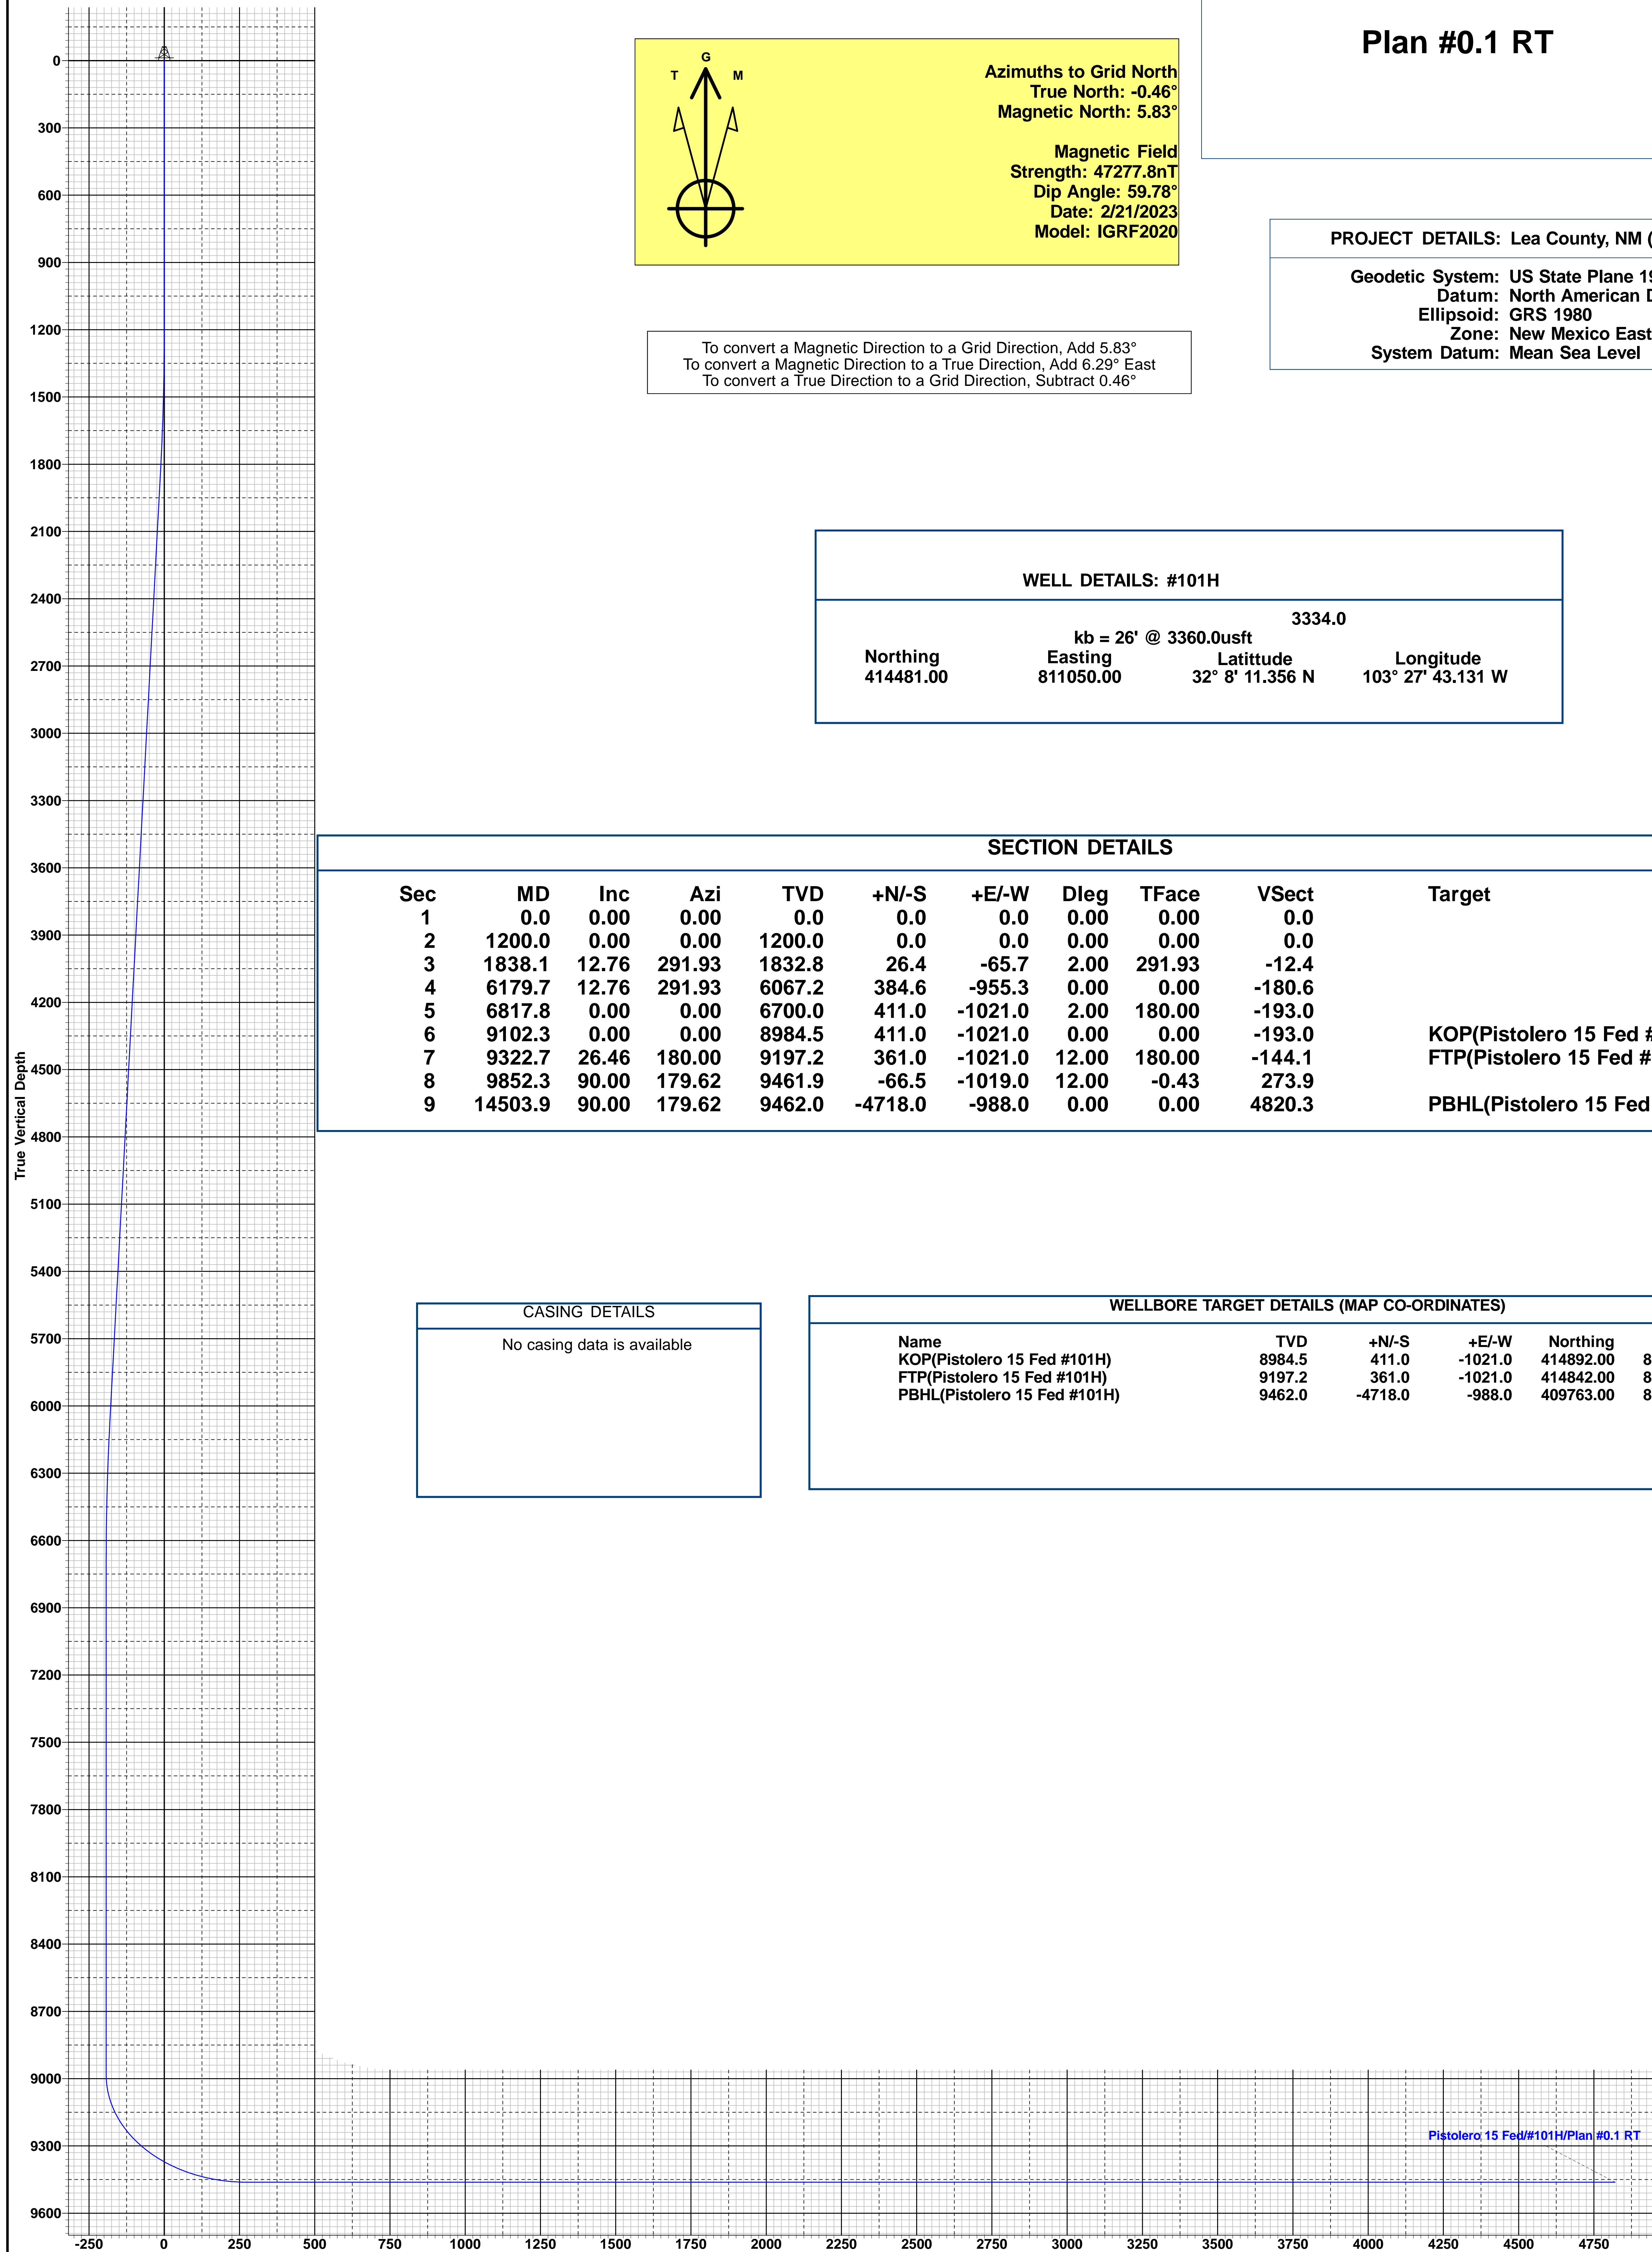 Plan #0.1 RT
G
T M
Azimuths to Grid North
True North: -0.46°
Magnetic North: 5.83°
Magnetic Field
Strength: 47277.8nT
Dip Angle: 59.78°
Date: 2/21/2023
Model: IGRF2020
PROJECT DETAILS: Lea County, NM (
Geodetic System: US State Plane 19
Datum: North American D
Ellipsoid: GRS 1980
Zone: New Mexico East
System Datum: Mean Sea Level
To convert a Magnetic Direction to a Grid Direction, Add 5.83°
To convert a Magnetic Direction to a True Direction, Add 6.29° East
To convert a True Direction to a Grid Direction, Subtract 0.46°
WELL DETAILS: #101H
3334.0
kb = 26' @ 3360.0usft
Northing Easting Latittude Longitude
414481.00 811050.00 32° 8' 11.356 N 103° 27' 43.131 W
SECTION DETAILS
Sec MD Inc Azi TVD +N/-S +E/-W Dleg TFace VSect Target
1 0.0 0.00 0.00 0.0 0.0 0.0 0.00 0.00 0.0
2 1200.0 0.00 0.00 1200.0 0.0 0.0 0.00 0.00 0.0
3 1838.1 12.76 291.93 1832.8 26.4 -65.7 2.00 291.93 -12.4
4 6179.7 12.76 291.93 6067.2 384.6 -955.3 0.00 0.00 -180.6
5 6817.8 0.00 0.00 6700.0 411.0 -1021.0 2.00 180.00 -193.0
6 9102.3 0.00 0.00 8984.5 411.0 -1021.0 0.00 0.00 -193.0 KOP(Pistolero 15 Fed #
7 9322.7 26.46 180.00 9197.2 361.0 -1021.0 12.00 180.00 -144.1 FTP(Pistolero 15 Fed #
8 9852.3 90.00 179.62 9461.9 -66.5 -1019.0 12.00 -0.43 273.9
9 14503.9 90.00 179.62 9462.0 -4718.0 -988.0 0.00 0.00 4820.3 PBHL(Pistolero 15 Fed
CASING DETAILS
No casing data is available
WELLBORE TARGET DETAILS (MAP CO-ORDINATES)
Name TVD +N/-S +E/-W Northing
KOP(Pistolero 15 Fed #101H) 8984.5 411.0 -1021.0 414892.00 8
FTP(Pistolero 15 Fed #101H) 9197.2 361.0 -1021.0 414842.00 8
PBHL(Pistolero 15 Fed #101H) 9462.0 -4718.0 -988.0 409763.00 8
True Vertical Depth
0
300
600
900
1200
1500
1800
2100
2400
2700
3000
3300
3600
3900
4200
4500
4800
5100
5400
5700
6000
6300
6600
6900
7200
7500
7800
8100
8400
8700
9000
9300
9600
Pistolero 15 Fed/#101H/Plan #0.1 RT
-250 0 250 500 750 1000 1250 1500 1750 2000 2250 2500 2750 3000 3250 3500 3750 4000 4250 4500 4750